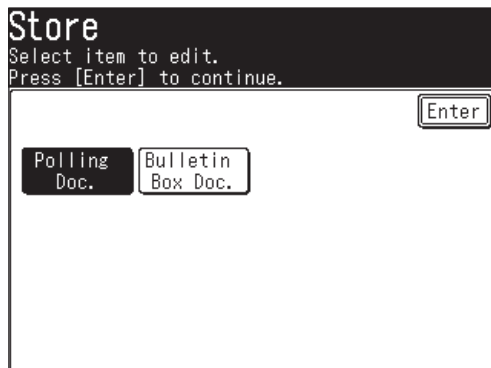 Store
Select item to edit.
Press [Enter] to continue.
Enter
Polling
Doc.
Bulletin
Box Doc.